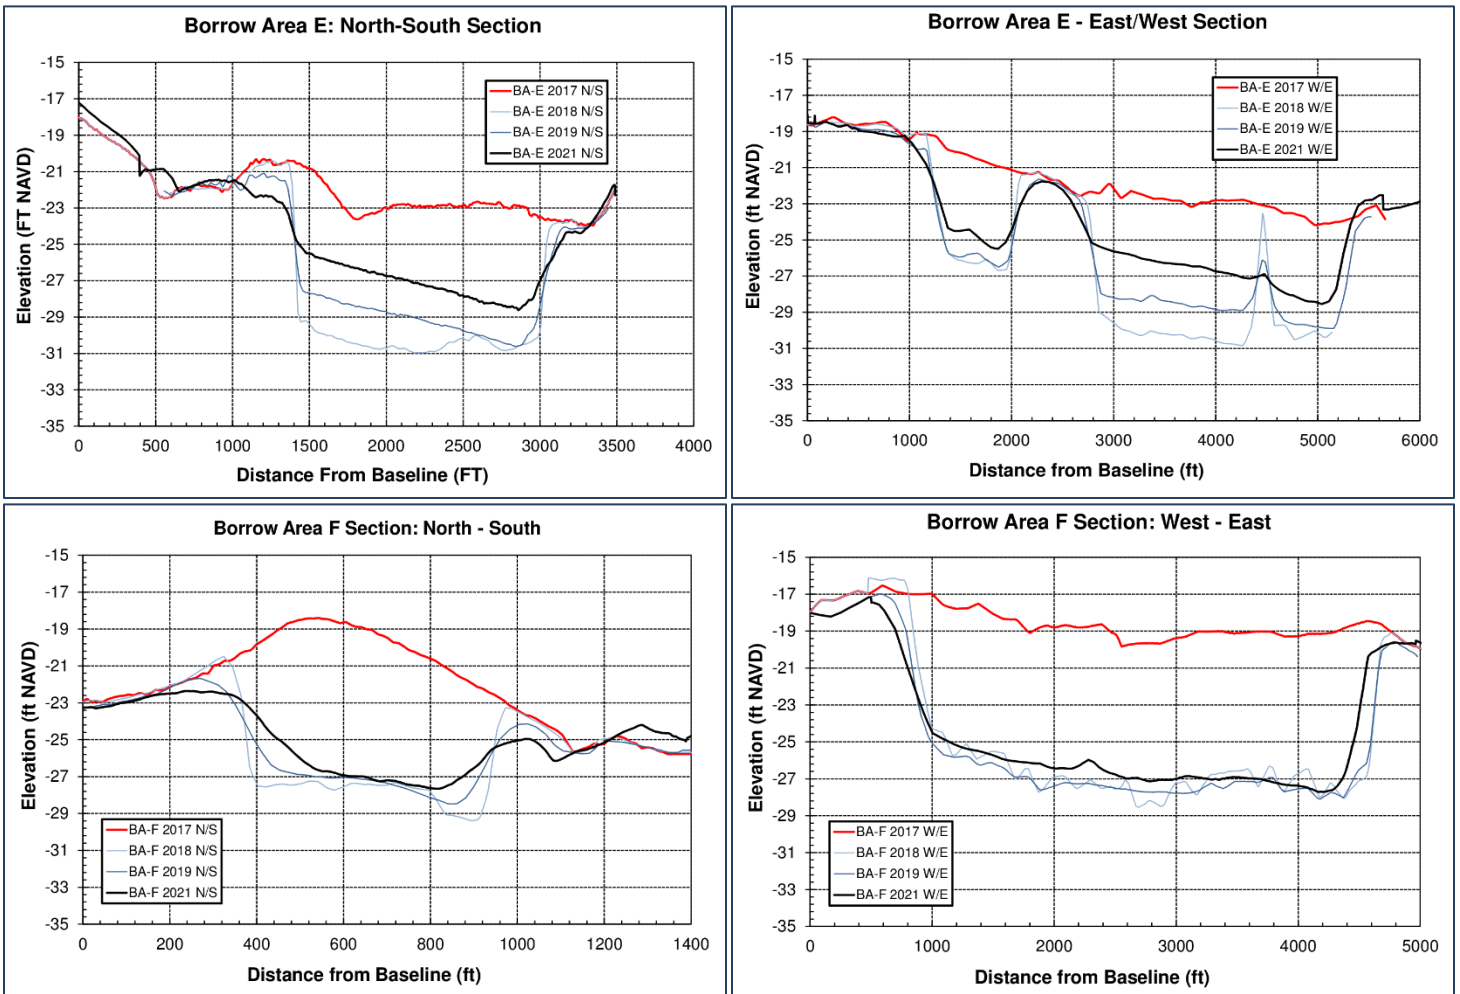 Borrow Area E: North-South Section
-15
-17
-19
-21
-23
-25
-27
-29
-31
-33
-35
Elevation (FT NAVD)
BA-E 2017 N/S
BA-E 2018 N/S
BA-E 2019 N/S
BA-E 2021 N/S
0 500 1000 1500 2000 2500 3000 3500 4000
Distance From Baseline (FT)
Borrow Area E - East/West Section
-15
-17
-19
-21
-23
-25
-27
-29
-31
-33
-35
Elevation (ft NAVD)
BA-E 2017 W/E
BA-E 2018 W/E
BA-E 2019 W/E
BA-E 2021 W/E
0 1000 2000 3000 4000 5000 6000
Distance from Baseline (ft)
Borrow Area F Section: North - South
-15
-17
-19
-21
-23
-25
-27
-29
-31
-33
-35
Elevation (ft NAVD)
BA-F 2017 N/S
BA-F 2018 N/S
BA-F 2019 N/S
BA-F 2021 N/S
0 200 400 600 800 1000 1200 1400
Distance from Baseline (ft)
Borrow Area F Section: West - East
-15
-17
-19
-21
-23
-25
-27
-29
-31
-33
-35
Elevation (ft NAVD)
BA-F 2017 W/E
BA-F 2018 W/E
BA-F 2019 W/E
BA-F 2021 W/E
0 1000 2000 3000 4000 5000
Distance from Baseline (ft)